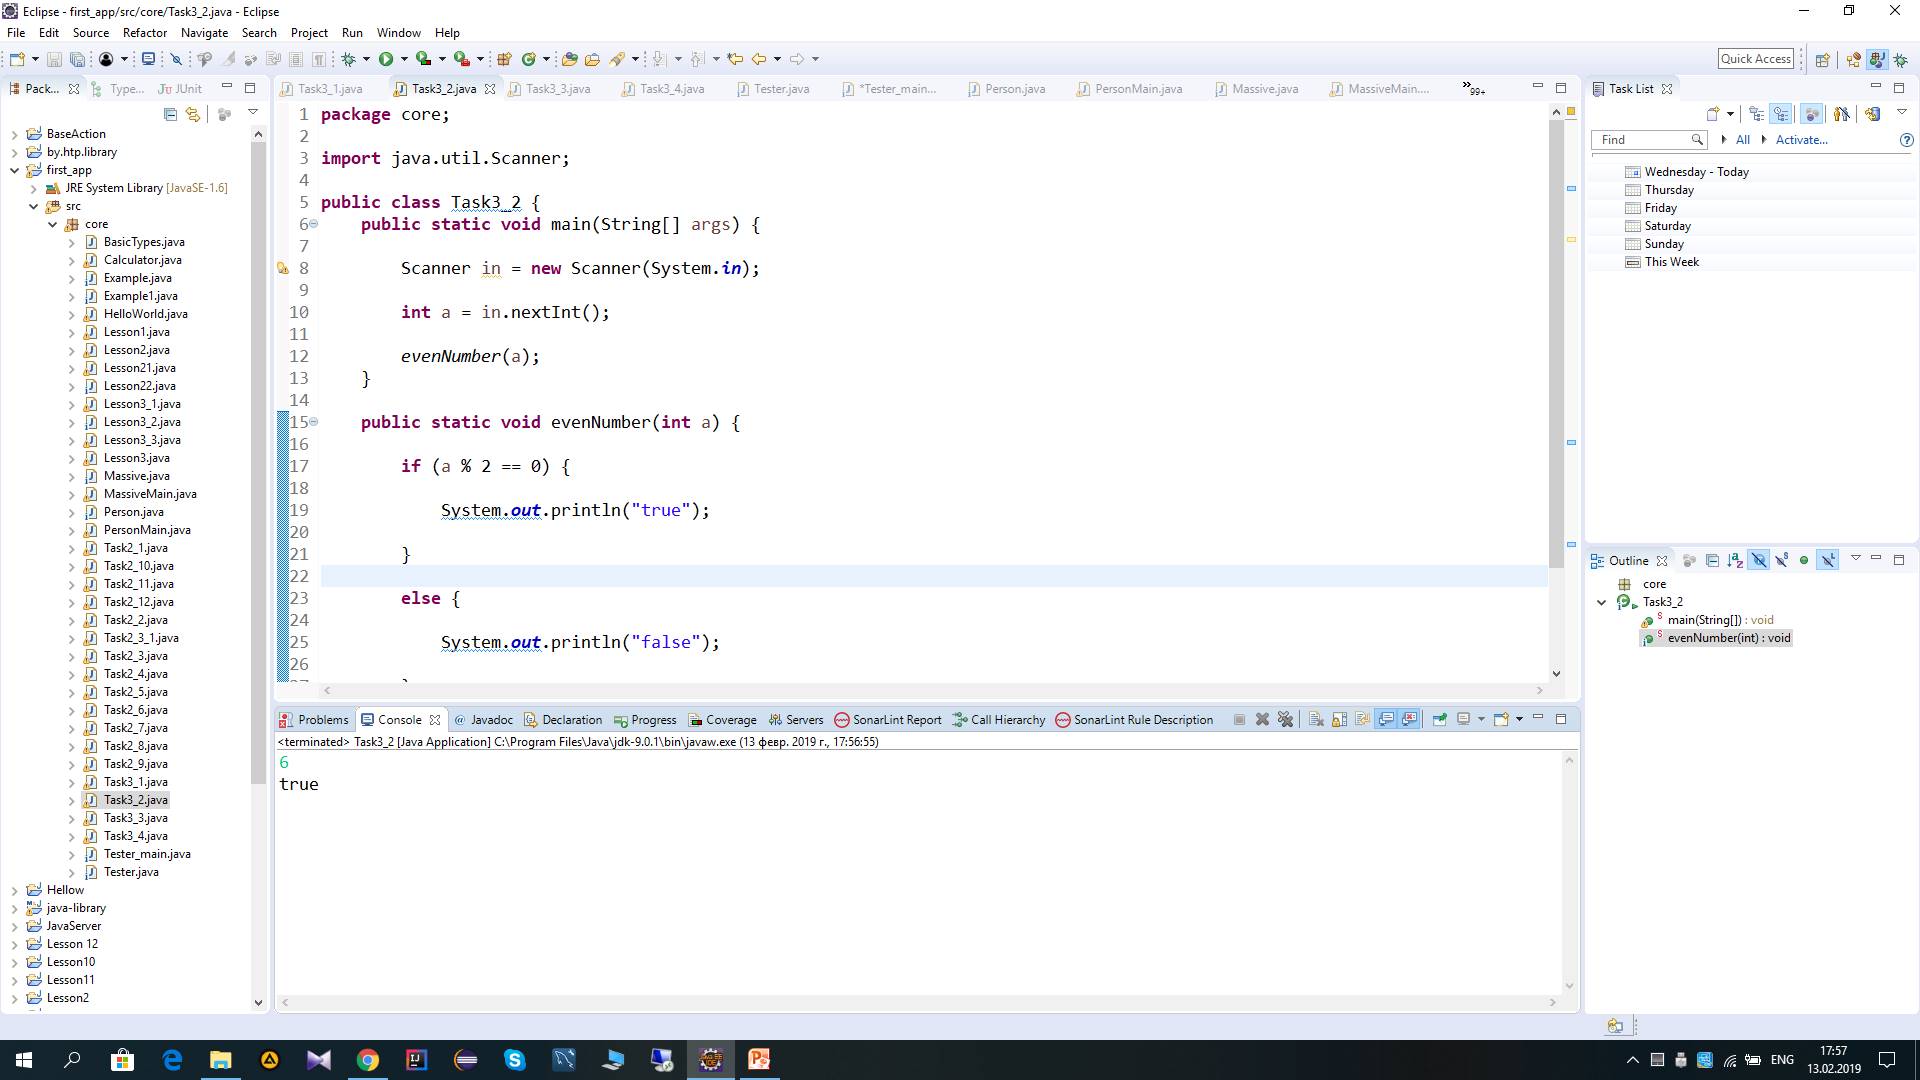 Eclipse - first_app/src/core/Task3_2.java - Eclipse
File Edit Source Refactor Navigate Search Project Run Window Help
Quick Access
Pack... Type... JUnit
BaseAction
by.htp.library
first_app
JRE System Library [JavaSE-1.6]
src
core
BasicTypes.java
Calculator.java
Example.java
Example1.java
HelloWorld.java
Lesson1.java
Lesson2.java
Lesson21.java
Lesson22.java
Lesson3_1.java
Lesson3_2.java
Lesson3_3.java
Lesson3.java
Massive.java
MassiveMain.java
Person.java
PersonMain.java
Task2_1.java
Task2_10.java
Task2_11.java
Task2_12.java
Task2_2.java
Task2_3_1.java
Task2_3.java
Task2_4.java
Task2_5.java
Task2_6.java
Task2_7.java
Task2_8.java
Task2_9.java
Task3_1.java
Task3_2.java
Task3_3.java
Task3_4.java
Tester_main.java
Tester.java
Hellow
java-library
JavaServer
Lesson 12
Lesson10
Lesson11
Lesson2
Task3_1.java Task3_2.java Task3_3.java Task3_4.java Tester.java *Tester_main... Person.java PersonMain.java Massive.java MassiveMain.... »99+
1 package core;
2
3 import java.util.Scanner;
4
5 public class Task3_2 {
6 public static void main(String[] args) {
7
8 Scanner in = new Scanner(System.in);
9
10 int a = in.nextInt();
11
12 evenNumber(a);
13 }
14
15 public static void evenNumber(int a) {
16
17 if (a % 2 == 0) {
18
19 System.out.println("true");
20
21 }
22
23 else {
24
25 System.out.println("false");
26
Problems Console @ Javadoc Declaration Progress Coverage Servers SonarLint Report Call Hierarchy SonarLint Rule Description
<terminated> Task3_2 [Java Application] C:\Program Files\Java\jdk-9.0.1\bin\javaw.exe (13 февр. 2019 г., 17:56:55)
6
true
Task List
Find All Activate...
Wednesday - Today
Thursday
Friday
Saturday
Sunday
This Week
Outline
core
Task3_2
main(String[]) : void
evenNumber(int) : void
ENG
17:57
13.02.2019